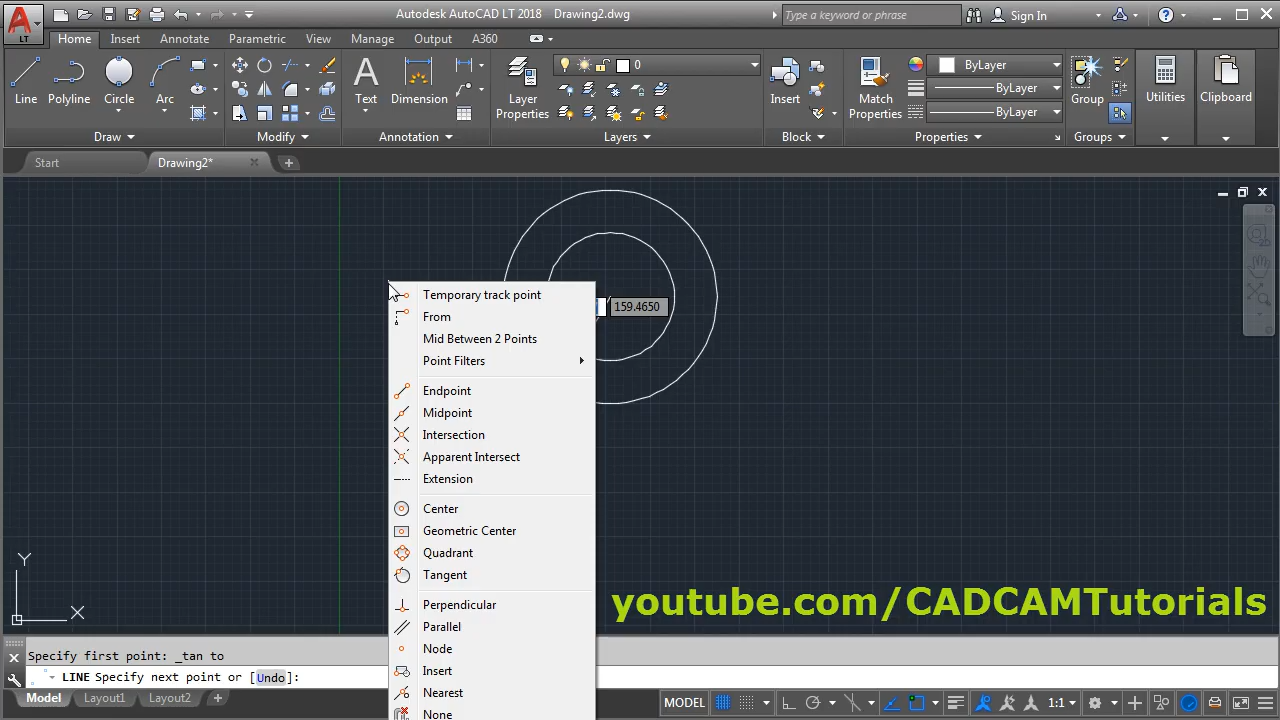 Autodesk AutoCAD LT 2018 Drawing2.dwg
Type a keyword or phrase
Sign In
LT
Home Insert Annotate Parametric View Manage Output A360
0
ByLayer
ByLayer
ByLayer
Line Polyline Circle Arc
Text Dimension
Layer Properties
Insert
Match Properties
Group
Utilities
Clipboard
Draw Modify Annotation Layers Block Properties Groups
Start Drawing2* +
159.4650
Temporary track point
From
Mid Between 2 Points
Point Filters
Endpoint
Midpoint
Intersection
Apparent Intersect
Extension
Center
Geometric Center
Quadrant
Tangent
Perpendicular
Parallel
Node
Insert
Nearest
None
Y
X
youtube.com/CADCAMTutorials
Specify first point: _tan to
LINE Specify next point or [Undo]:
Model Layout1 Layout2 +
MODEL 1:1